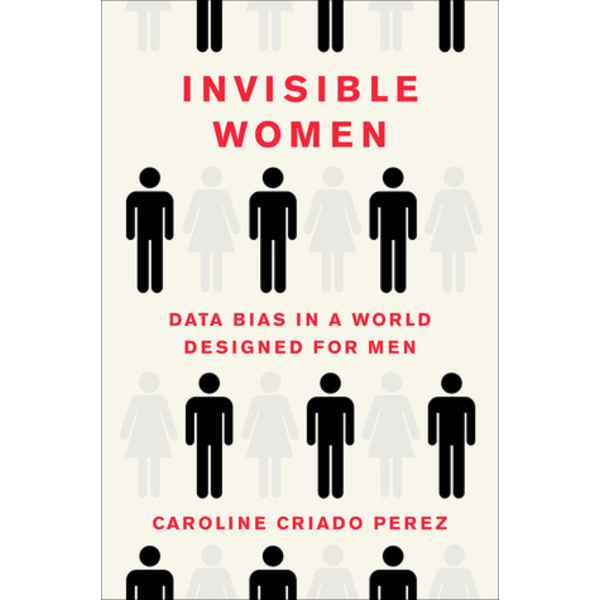 INVISIBLE
WOMEN
DATA BIAS IN A WORLD
DESIGNED FOR MEN
CAROLINE CRIADO PEREZ